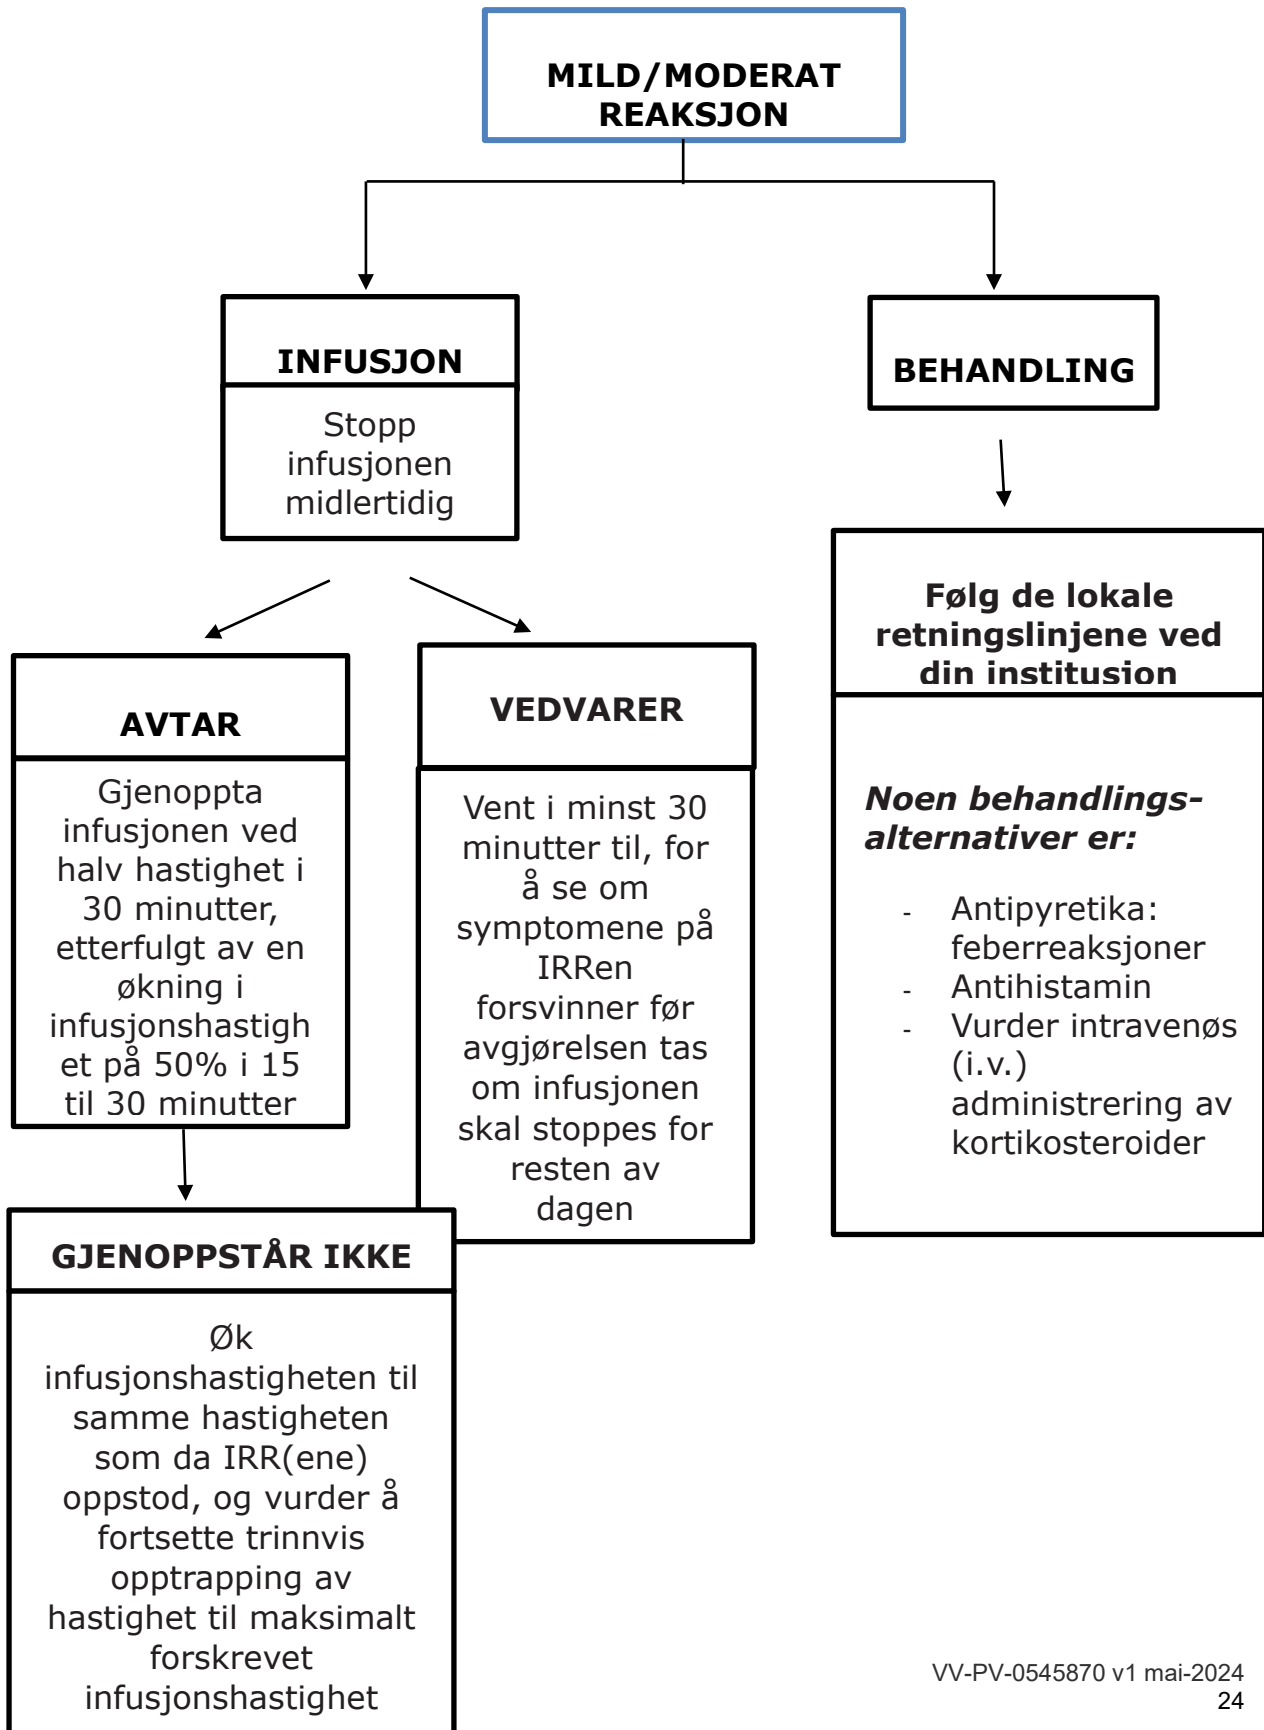 MILD/MODERAT
REAKSJON
INFUSJON
Stopp
infusjonen
midlertidig
BEHANDLING
AVTAR
Gjenoppta
infusjonen ved
halv hastighet i
30 minutter,
etterfulgt av en
økning i
infusjonshastigh
et på 50% i 15
til 30 minutter
VEDVARER
Vent i minst 30
minutter til, for
å se om
symptomene på
IRRen
forsvinner før
avgjørelsen tas
om infusjonen
skal stoppes for
resten av
dagen
Følg de lokale
retningslinjene ved
din institusjon
Noen behandlings-
alternativer er:
- Antipyretika:
feberreaksjoner
- Antihistamin
- Vurder intravenøs
(i.v.)
administrering av
kortikosteroider
GJENOPPSTÅR IKKE
Øk
infusjonshastigheten til
samme hastigheten
som da IRR(ene)
oppstod, og vurder å
fortsette trinnvis
opptrapping av
hastighet til maksimalt
forskrevet
infusjonshastighet
VV-PV-0545870 v1 mai-2024
24